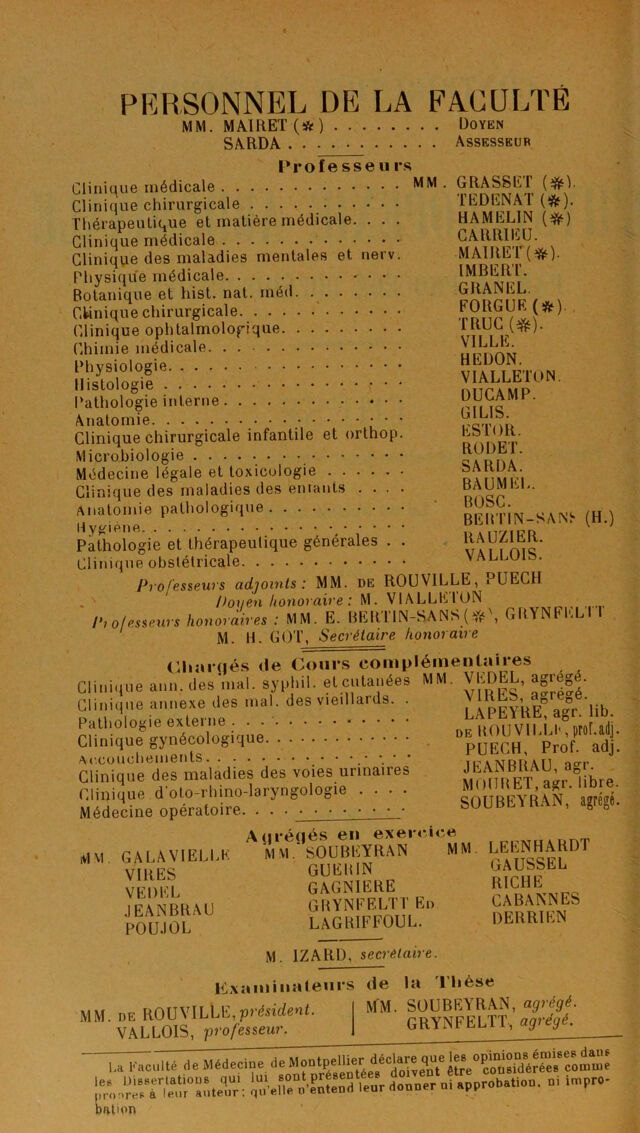 PERSONNEL DE LA FACULTÉ
MM. MAIRET (✻) . . . . . . . . DOYEN
SARDA . . . . . . . . . . . ASSESSEUR
Professeurs
Clinique médicale . . . . . . . . . . . . . MM. GRASSET (✻).
Clinique chirurgicale . . . . . . . . . . . TEDENAT (✻).
Thérapeutique et matière médicale. . . . HAMELIN (✻)
Clinique médicale . . . . . . . . . . . . . CARRIEU.
Clinique des maladies mentales et nerv. MAIRET (✻).
Physique médicale. . . . . . . . . . . . . IMBERT.
Botanique et hist. nat. méd. . . . . . . . GRANEL.
Clinique chirurgicale. . . . . . . . . . . . FORGUE (✻).
Clinique ophtalmologique. . . . . . . . . TRUC (✻).
Chimie médicale. . . . . . . . . . . . . . VILLE.
Physiologie. . . . . . . . . . . . . . . . . HEDON.
Histologie . . . . . . . . . . . . . . . . . VIALLETON.
Pathologie interne . . . . . . . . . . . . . DUCAMP.
Anatomie. . . . . . . . . . . . . . . . . . GILIS.
Clinique chirurgicale infantile et orthop. ESTOR.
Microbiologie . . . . . . . . . . . . . . . RODET.
Médecine légale et toxicologie . . . . . . SARDA.
Clinique des maladies des enfants . . . . BAUMEL.
Anatomie pathologique . . . . . . . . . . BOSC.
Hygiène. . . . . . . . . . . . . . . . . . . BERTIN-SANS (H.)
Pathologie et thérapeutique générales . . RAUZIER.
Clinique obstétricale. . . . . . . . . . . . VALLOIS.
Professeurs adjoints : MM. DE ROUVILLE, PUECH
Doyen honoraire : M. VIALLETON
Professeurs honoraires : MM. E. BERTIN-SANS (✻), GRYNFELTT
M. H. GOT, Secrétaire honoraire
Chargés de Cours complémentaires
Clinique ann. des mal. syphil. et cutanées MM. VEDEL, agrégé.
Clinique annexe des mal. des vieillards. . VIRES, agrégé.
Pathologie externe . . . . . . . . . . . . LAPEYRE, agr. lib.
Clinique gynécologique. . . . . . . . . . . DE ROUVILLE, prof. adj.
Accouchements. . . . . . . . . . . . . . . PUECH, Prof. adj.
Clinique des maladies des voies urinaires JEANBRAU, agr.
Clinique d'oto-rhino-laryngologie . . . . MOURET, agr. libre.
Médecine opératoire. . . . . . . . . . . . SOUBEYRAN, agrégé.
Agrégés en exercice
MM. GALAVIELLE MM. SOUBEYRAN MM. LEENHARDT
VIRES GUERIN GAUSSEL
VEDEL GAGNIERE RICHE
JEANBRAU GRYNFELTT ED CABANNES
POUJOL LAGRIFFOUL. DERRIEN
M. IZARD, secrétaire.
Examinateurs de la Thèse
MM. DE ROUVILLE, président. MM. SOUBEYRAN, agrégé.
VALLOIS, professeur. GRYNFELTT, agrégé.
La Faculté de Médecine de Montpellier déclare que les opinions émises dans
les Dissertations qui lui sont présentées doivent être considérées comme
propres à leur auteur; qu'elle n'entend leur donner ni approbation, ni impro-
bation